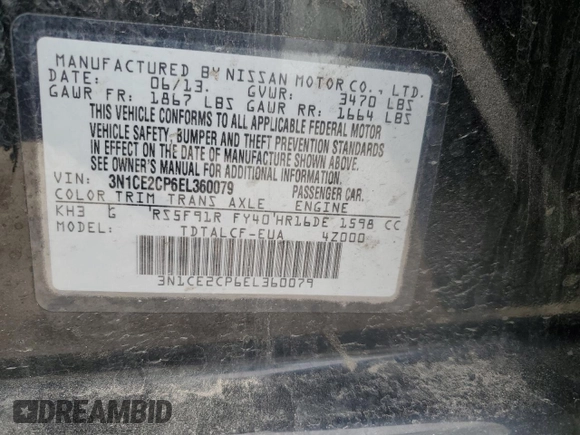 MANUFACTURED BY NISSAN MOTOR CO., LTD.
DATE: 06/13. GVWR: 3470 LBS
GAWR FR: 1867 LBS GAWR RR: 1664 LBS
THIS VEHICLE CONFORMS TO ALL APPLICABLE FEDERAL MOTOR
VEHICLE SAFETY, BUMPER AND THEFT PREVENTION STANDARDS
IN EFFECT ON THE DATE OF MANUFACTURE SHOWN ABOVE.
SEE OWNER'S MANUAL FOR ADDITIONAL INFORMATION.
VIN: 3N1CE2CP6EL360079 PASSENGER CAR.
COLOR TRIM TRANS AXLE ENGINE
KH3 G RS5F91R FY40 HR16DE 1598 CC
TDTALCF-EUA 4Z000
3N1CE2CP6EL360079
DREAMBID